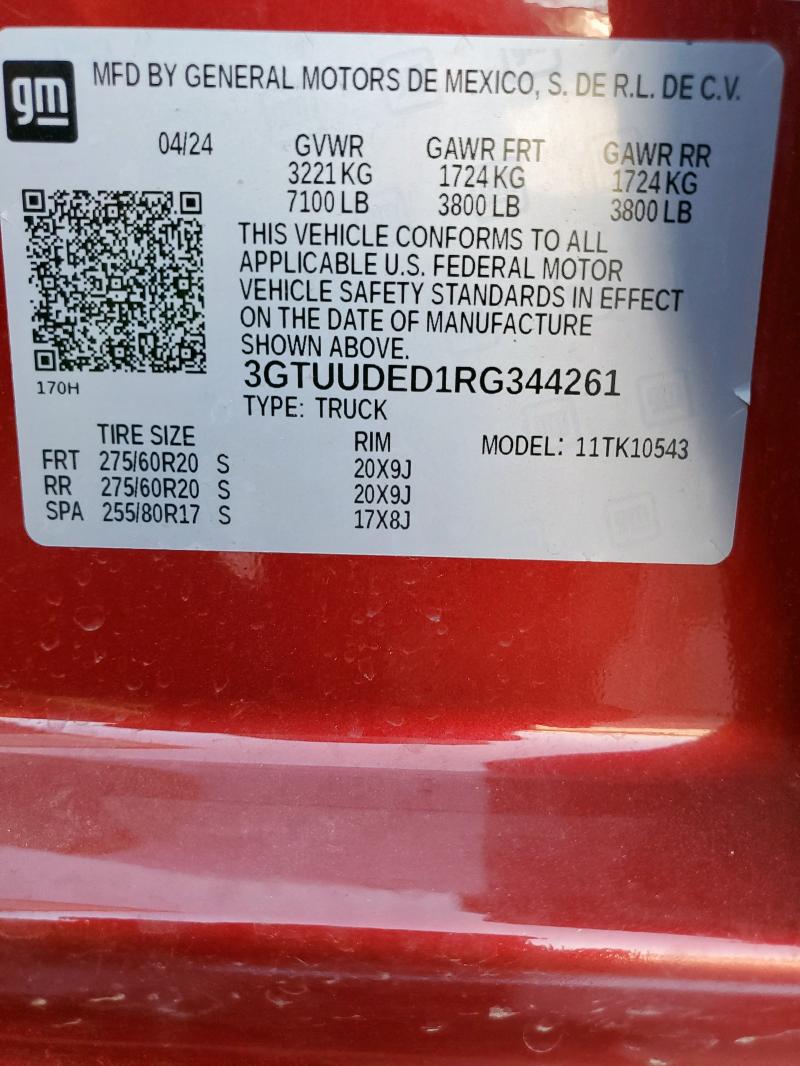 gm
MFD BY GENERAL MOTORS DE MEXICO, S. DE R.L. DE C.V.
04/24 GVWR GAWR FRT GAWR RR
3221 KG 1724 KG 1724 KG
7100 LB 3800 LB 3800 LB
THIS VEHICLE CONFORMS TO ALL
APPLICABLE U.S. FEDERAL MOTOR
VEHICLE SAFETY STANDARDS IN EFFECT
ON THE DATE OF MANUFACTURE
SHOWN ABOVE.
170H
3GTUUDED1RG344261
TYPE: TRUCK
TIRE SIZE RIM MODEL: 11TK10543
FRT 275/60R20 S 20X9J
RR 275/60R20 S 20X9J
SPA 255/80R17 S 17X8J
gm